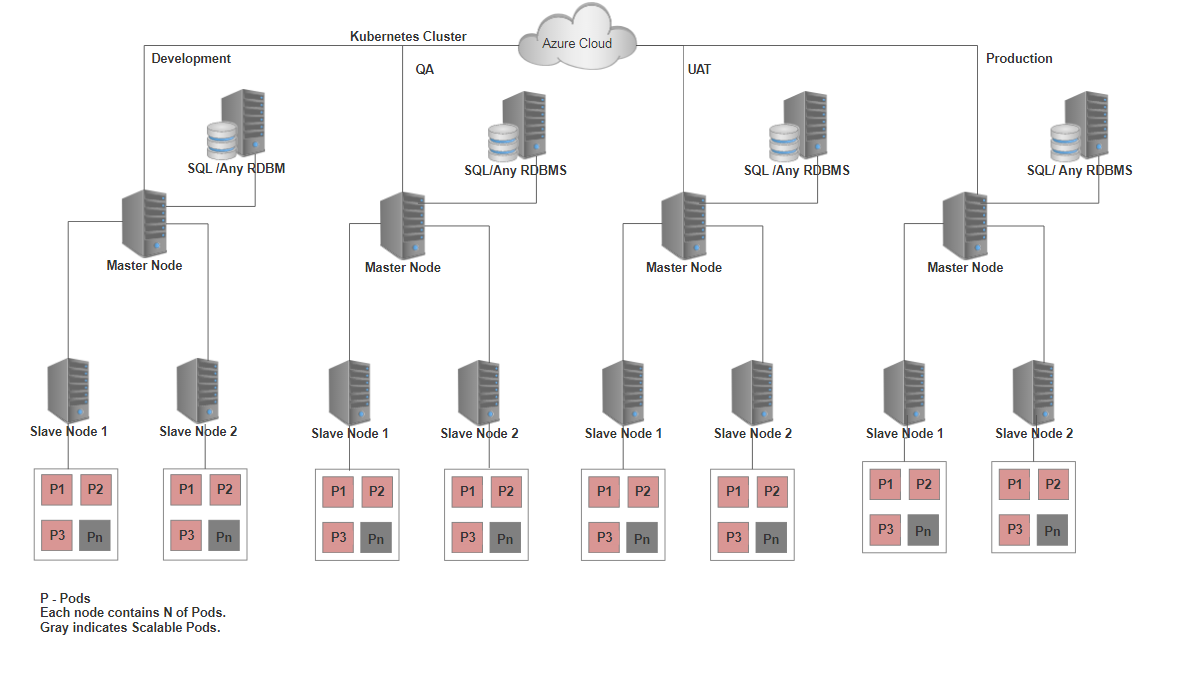 Kubernetes Cluster
Azure Cloud
Development
QA
UAT
Production
SQL /Any RDBM
SQL/Any RDBMS
SQL /Any RDBMS
SQL/ Any RDBMS
Master Node
Master Node
Master Node
Master Node
Slave Node 1
Slave Node 2
Slave Node 1
Slave Node 2
Slave Node 1
Slave Node 2
Slave Node 1
Slave Node 2
P1 P2
P3 Pn
P1 P2
P3 Pn
P1 P2
P3 Pn
P1 P2
P3 Pn
P1 P2
P3 Pn
P1 P2
P3 Pn
P1 P2
P3 Pn
P1 P2
P3 Pn
P - Pods
Each node contains N of Pods.
Gray indicates Scalable Pods.